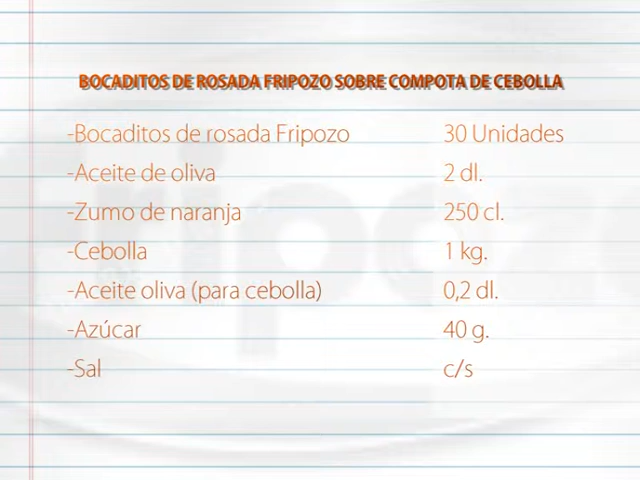 BOCADITOS DE ROSADA FRIPOZO SOBRE COMPOTA DE CEBOLLA
-Bocaditos de rosada Fripozo 30 Unidades
-Aceite de oliva 2 dl.
-Zumo de naranja 250 cl.
-Cebolla 1 kg.
-Aceite oliva (para cebolla) 0,2 dl.
-Azúcar 40 g.
-Sal c/s